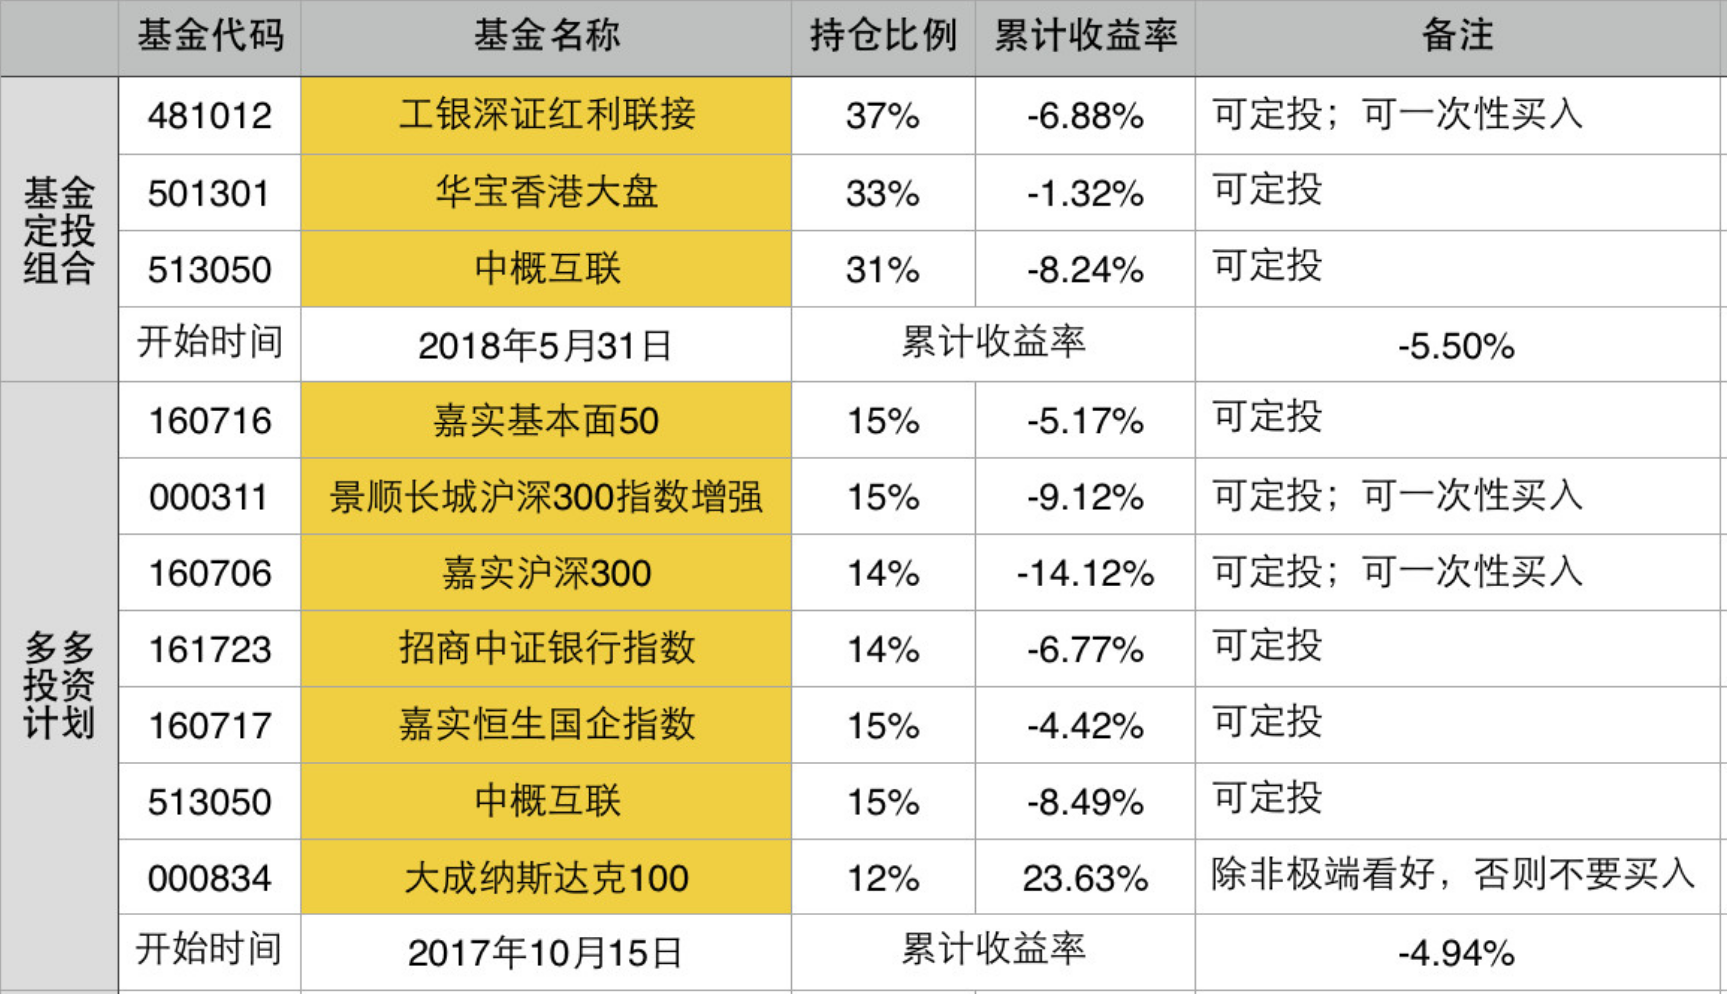 基金代码 基金名称 持仓比例 累计收益率 备注
基金
定投
组合
481012 工银深证红利联接 37% -6.88% 可定投；可一次性买入
501301 华宝香港大盘 33% -1.32% 可定投
513050 中概互联 31% -8.24% 可定投
开始时间 2018年5月31日 累计收益率 -5.50%
多多
投资
计划
160716 嘉实基本面50 15% -5.17% 可定投
000311 景顺长城沪深300指数增强 15% -9.12% 可定投；可一次性买入
160706 嘉实沪深300 14% -14.12% 可定投；可一次性买入
161723 招商中证银行指数 14% -6.77% 可定投
160717 嘉实恒生国企指数 15% -4.42% 可定投
513050 中概互联 15% -8.49% 可定投
000834 大成纳斯达克100 12% 23.63% 除非极端看好，否则不要买入
开始时间 2017年10月15日 累计收益率 -4.94%